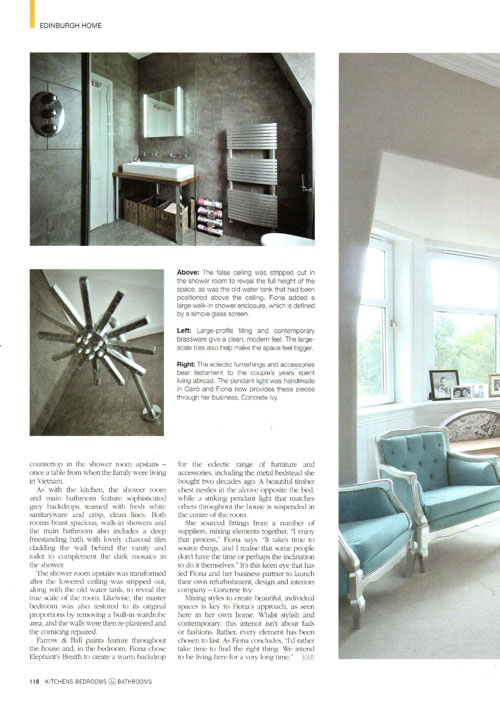 EDINBURGH HOME
Above: The false ceiling was stripped out in
the shower room to reveal the full height of the
space, as was the old water tank that had been
positioned above the ceiling. Fiona added a
large walk-in shower enclosure, which is defined
by a simple glass screen.
Left: Large-profile tiling and contemporary
brassware give a clean, modern feel. The large-
scale tiles also help make the space feel bigger.
Right: The eclectic furnishings and accessories
bear testament to the couple's years spent
living abroad. The pendant light was handmade
in Cairo and Fiona now provides these pieces
through her business, Concrete Ivy.
countertop in the shower room upstairs –
once a table from when the family were living
in Vietnam.
As with the kitchen, the shower room
and main bathroom feature sophisticated
grey backdrops, teamed with fresh white
sanitaryware and crisp, clean lines. Both
rooms boast spacious, walk-in showers and
the main bathroom also includes a deep
freestanding bath with lovely charcoal tiles
cladding the wall behind the vanity and
toilet to complement the dark mosaics in
the shower.
The shower room upstairs was transformed
after the lowered ceiling was stripped out,
along with the old water tank, to reveal the
true scale of the room. Likewise, the master
bedroom was also restored to its original
proportions by removing a built-in wardrobe
area, and the walls were then re-plastered and
the cornicing repaired.
Farrow & Ball paints feature throughout
the house and, in the bedroom, Fiona chose
Elephant's Breath to create a warm backdrop
for the eclectic range of furniture and
accessories, including the metal bedstead she
bought two decades ago. A beautiful timber
chest nestles in the alcove opposite the bed,
while a striking pendant light that matches
others throughout the house is suspended in
the centre of the room.
She sourced fittings from a number of
suppliers, mixing elements together. "I enjoy
that process," Fiona says. "It takes time to
source things, and I realise that some people
don't have the time or perhaps the inclination
to do it themselves." It's this keen eye that has
led Fiona and her business partner to launch
their own refurbishment, design and interiors
company – Concrete Ivy.
Mixing styles to create beautiful, individual
spaces is key to Fiona's approach, as seen
here in her own home. Whilst stylish and
contemporary, this interior isn't about fads
or fashions. Rather, every element has been
chosen to last. As Fiona concludes, "I'd rather
take time to find the right thing. We intend
to be living here for a very long time." KBB
118 KITCHENS BEDROOMS & BATHROOMS